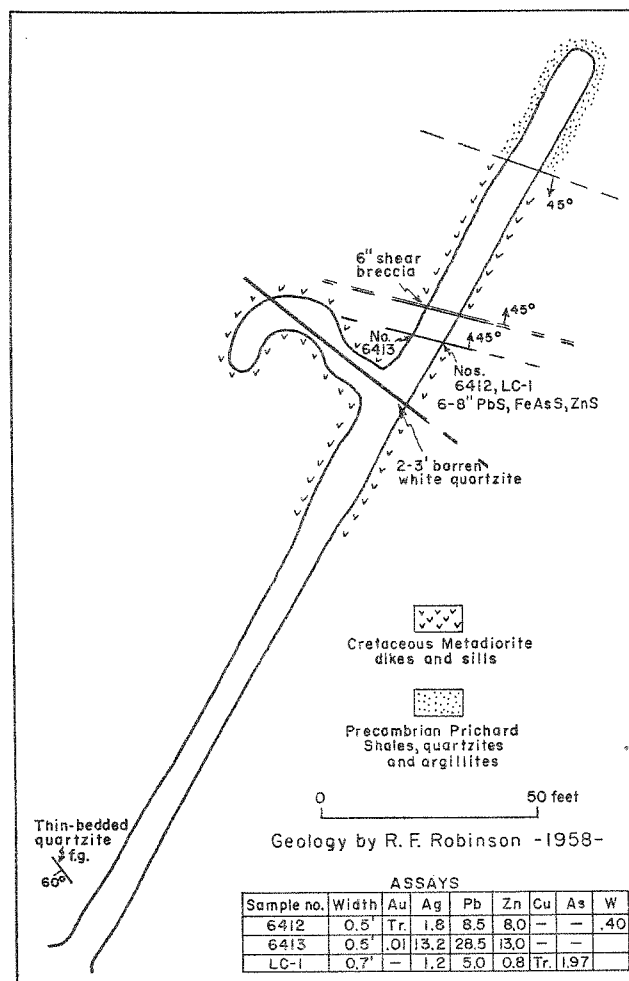 45°
6" shear
breccia
45°
No.
6413
45°
Nos.
6412, LC-1
6-8" PbS, FeAsS, ZnS
2-3' barren
white quartzite
Cretaceous Metadiorite
dikes and sills
Precambrian Prichard
Shales, quartzites
and argillites
0 50 feet
Thin-bedded
quartzite
f.g.
60°
Geology by R. F. Robinson -1958-
ASSAYS
Sample no. Width Au Ag Pb Zn Cu As W
6412 0.5' Tr. 1.8 8.5 8.0 — — .40
6413 0.5' .01 13.2 28.5 13.0 — —
LC-1 0.7' — 1.2 5.0 0.8 Tr. 1.97